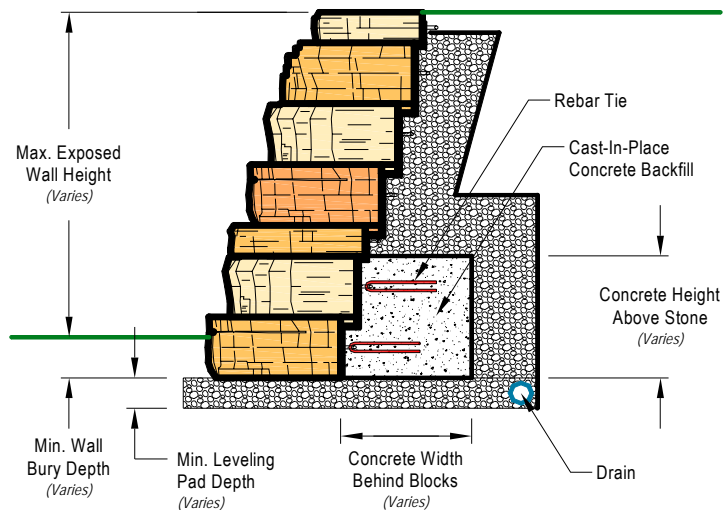 Max. Exposed
Wall Height
(Varies)
Rebar Tie
Cast-In-Place
Concrete Backfill
Concrete Height
Above Stone
(Varies)
Min. Wall
Bury Depth
(Varies)
Min. Leveling
Pad Depth
(Varies)
Concrete Width
Behind Blocks
(Varies)
Drain